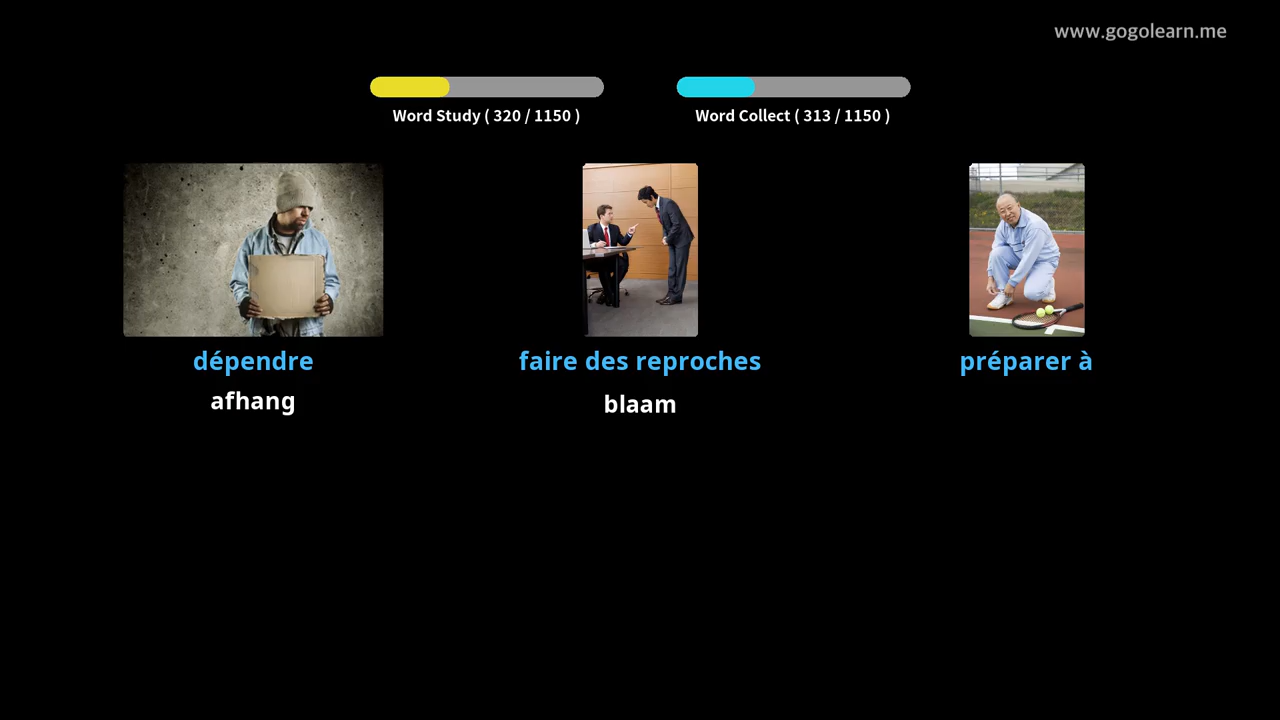 www.gogolearn.me
Word Study ( 320 / 1150 )
Word Collect ( 313 / 1150 )
dépendre
afhang
faire des reproches
blaam
préparer à